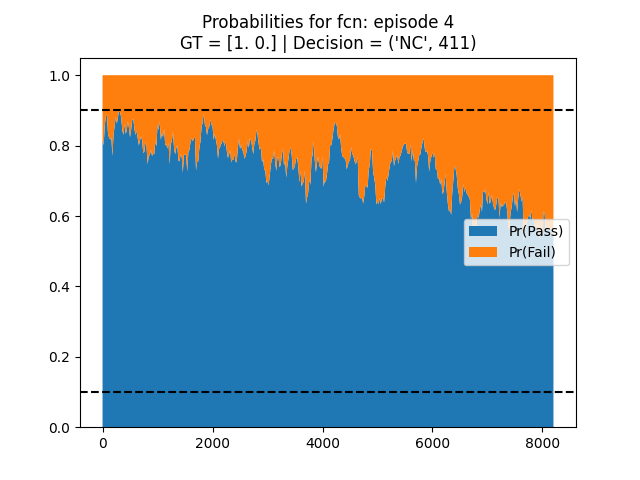 Probabilities for fcn: episode 4
GT = [1. 0.] | Decision = ('NC', 411)
1.0
0.8
0.6
0.4
0.2
0.0
Pr(Pass)
Pr(Fail)
0
2000
4000
6000
8000